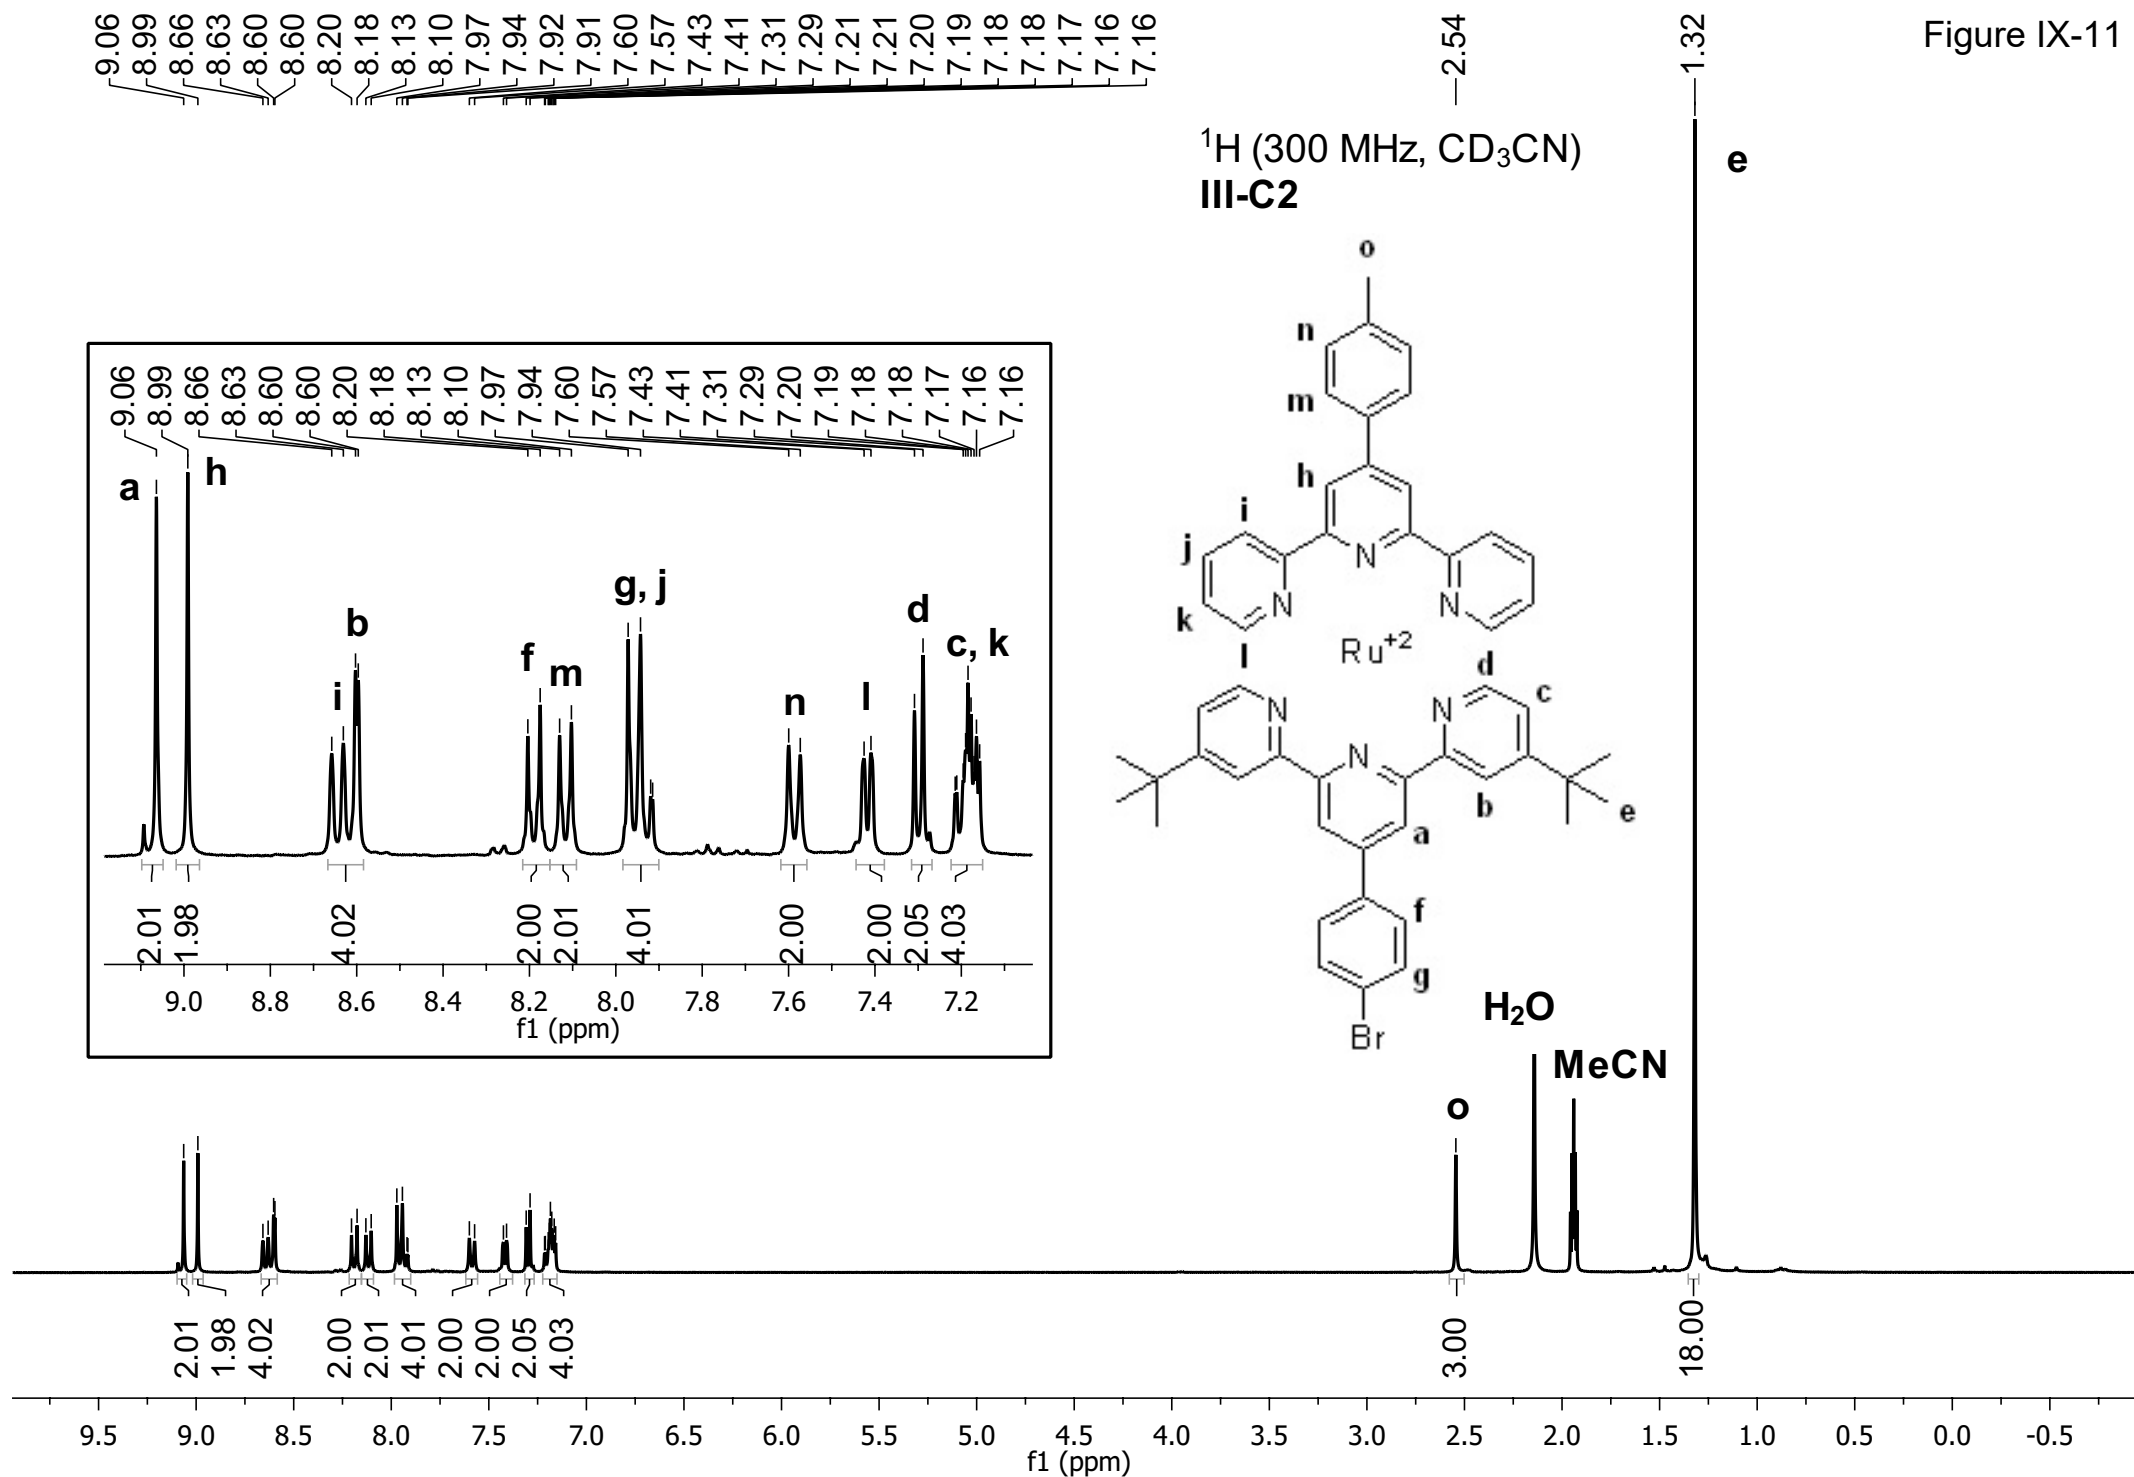 9.06 8.99 8.66 8.63 8.60 8.60 8.20 8.18 8.13 8.10 7.97 7.94 7.92 7.91 7.60 7.57 7.43 7.41 7.31 7.29 7.21 7.21 7.20 7.19 7.18 7.18 7.17 7.16 7.16 2.54 1.32
Figure IX-11
¹H (300 MHz, CD₃CN)
III-C2
e
o
n
m
h
i
j
N
k
N
N
l
Ru⁺²
d
N
N
c
N
b
e
a
f
g
Br
9.06 8.99 8.66 8.63 8.60 8.60 8.20 8.18 8.13 8.10 7.97 7.94 7.60 7.57 7.43 7.41 7.31 7.29 7.20 7.19 7.18 7.18 7.17 7.16 7.16
a
h
i
b
f
m
g, j
n
l
d
c, k
2.01 1.98 4.02 2.00 2.01 4.01 2.00 2.00 2.05 4.03
9.0 8.8 8.6 8.4 8.2 8.0 7.8 7.6 7.4 7.2
f1 (ppm)
H₂O
MeCN
o
2.01 1.98 4.02 2.00 2.01 4.01 2.00 2.00 2.05 4.03 3.00 18.00
9.5 9.0 8.5 8.0 7.5 7.0 6.5 6.0 5.5 5.0 4.5 4.0 3.5 3.0 2.5 2.0 1.5 1.0 0.5 0.0 -0.5
f1 (ppm)